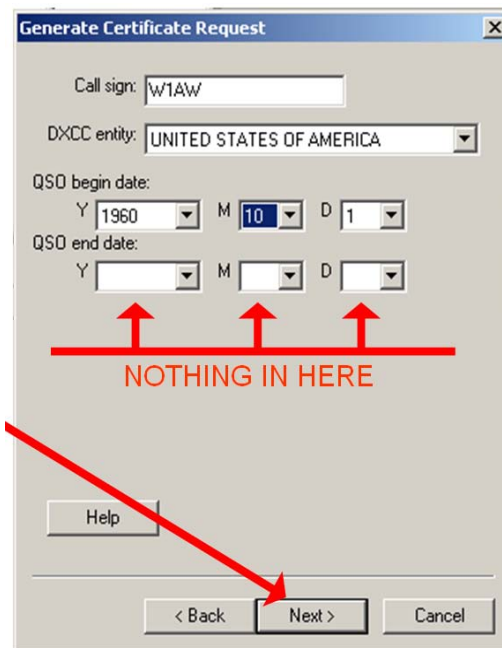 Generate Certificate Request
Call sign: W1AW
DXCC entity: UNITED STATES OF AMERICA
QSO begin date:
Y 1960 M 10 D 1
QSO end date:
Y M D
NOTHING IN HERE
Help
< Back Next > Cancel